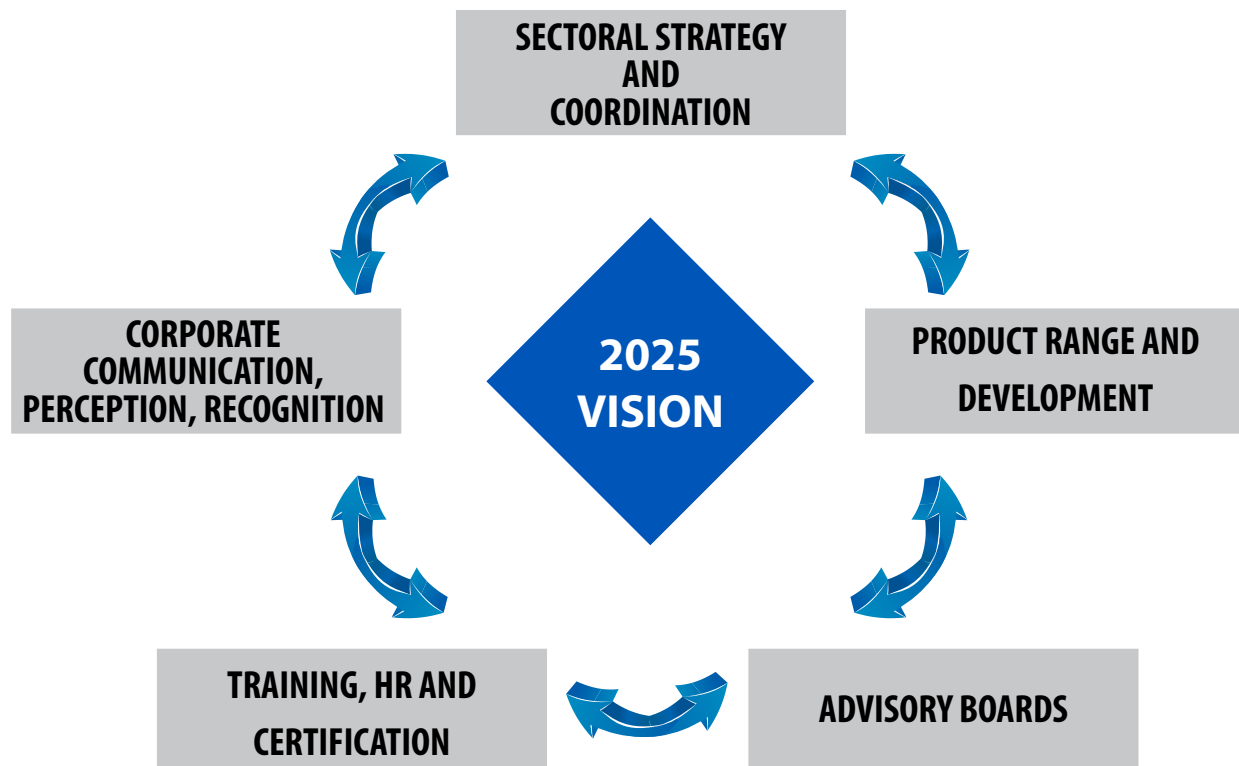 SECTORAL STRATEGY
AND
COORDINATION
CORPORATE
COMMUNICATION,
PERCEPTION, RECOGNITION
2025
VISION
PRODUCT RANGE AND
DEVELOPMENT
TRAINING, HR AND
CERTIFICATION
ADVISORY BOARDS